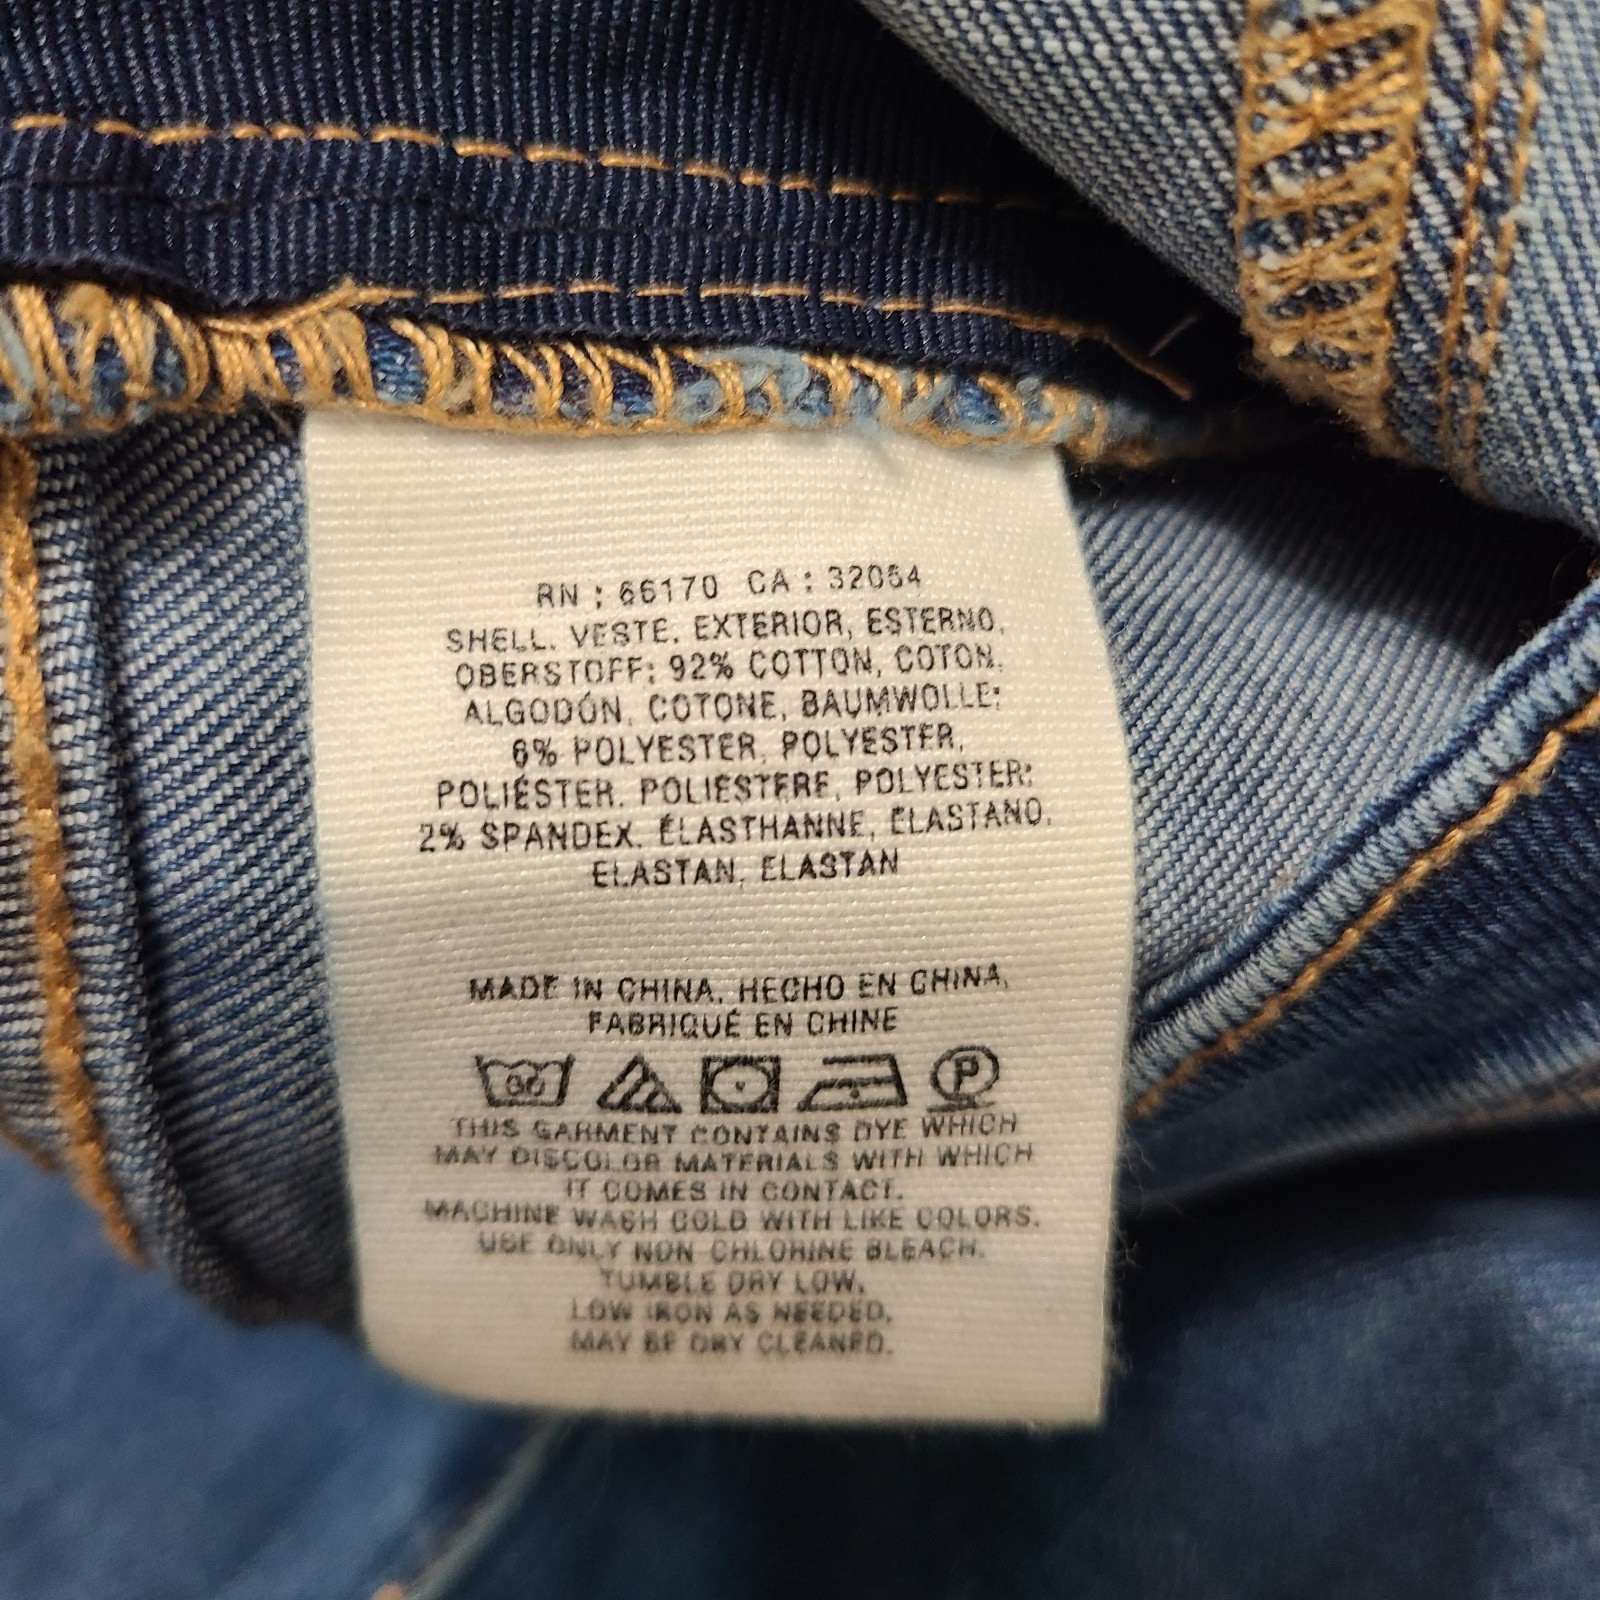 RN : 66170 CA : 32064
SHELL, VESTE, EXTERIOR, ESTERNO,
OBERSTOFF: 92% COTTON, COTON,
ALGODÓN, COTONE, BAUMWOLLE;
6% POLYESTER, POLYESTER,
POLIÉSTER, POLIESTERE, POLYESTER;
2% SPANDEX, ÉLASTHANNE, ELASTANO,
ELASTAN, ELASTAN
MADE IN CHINA, HECHO EN CHINA,
FABRIQUÉ EN CHINE
30 P
THIS GARMENT CONTAINS DYE WHICH
MAY DISCOLOR MATERIALS WITH WHICH
IT COMES IN CONTACT.
MACHINE WASH COLD WITH LIKE COLORS.
USE ONLY NON CHLORINE BLEACH.
TUMBLE DRY LOW.
LOW IRON AS NEEDED.
MAY BE DRY CLEANED.